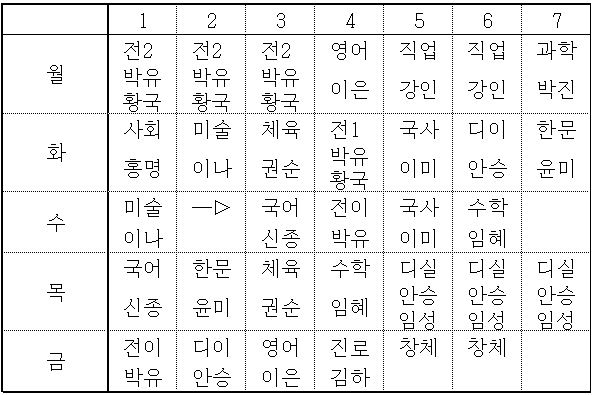 1 2 3 4 5 6 7
월 전2 전2 전2 영어 직업 직업 과학
박유 박유 박유 이은 강인 강인 박진
황국 황국 황국
화 사회 미술 체육 전1 국사 디이 한문
홍명 이나 권순 박유 이미 안승 윤미
황국
수 미술 ─▷ 국어 전이 국사 수학
이나 신종 박유 이미 임혜
목 국어 한문 체육 수학 디실 디실 디실
신종 윤미 권순 임혜 안승 안승 안승
임성 임성 임성
금 전이 디이 영어 진로 창체 창체
박유 안승 이은 김하